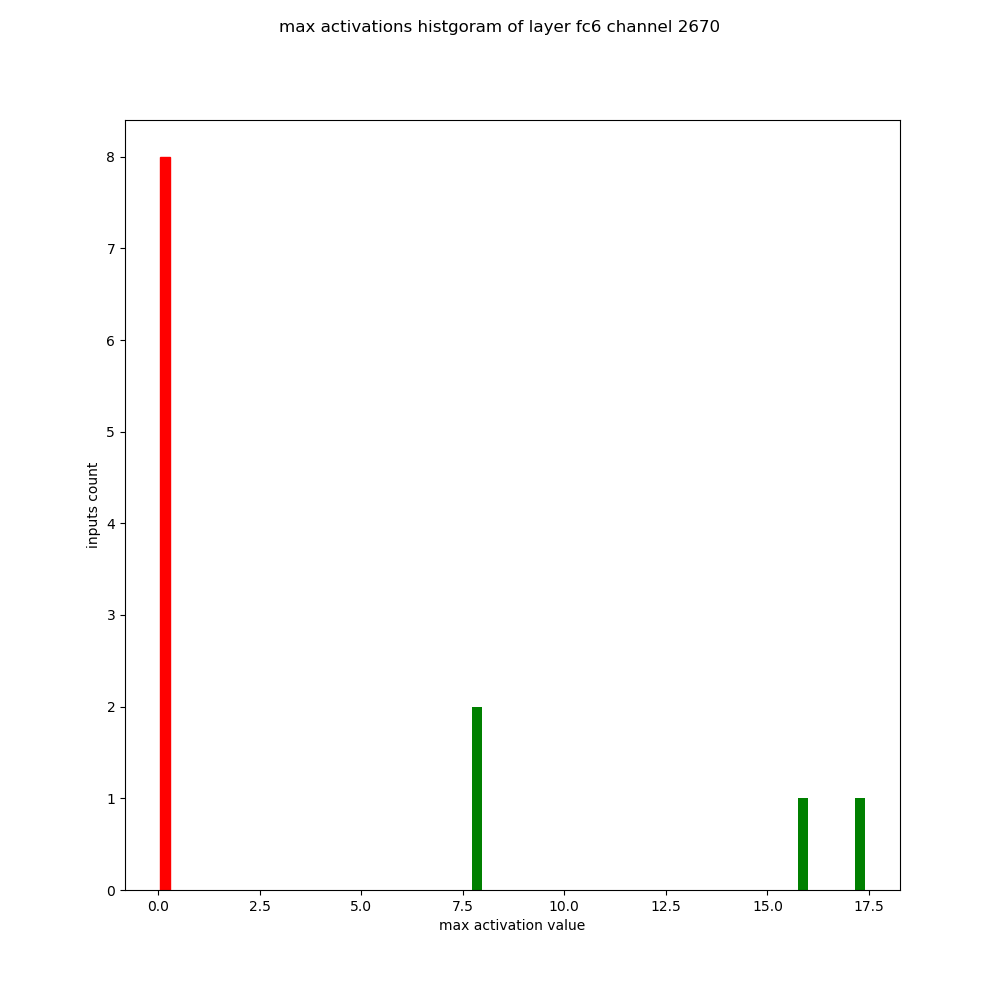 max activations histgoram of layer fc6 channel 2670
8
7
6
5
4
3
2
1
0
inputs count
0.0 2.5 5.0 7.5 10.0 12.5 15.0 17.5
max activation value